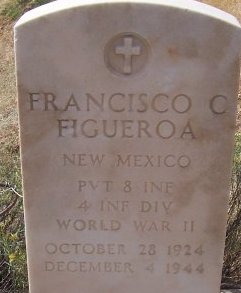 FRANCISCO C
FIGUEROA
NEW MEXICO
PVT 8 INF
4 INF DIV
WORLD WAR II
OCTOBER 28 1924
DECEMBER 4 1944